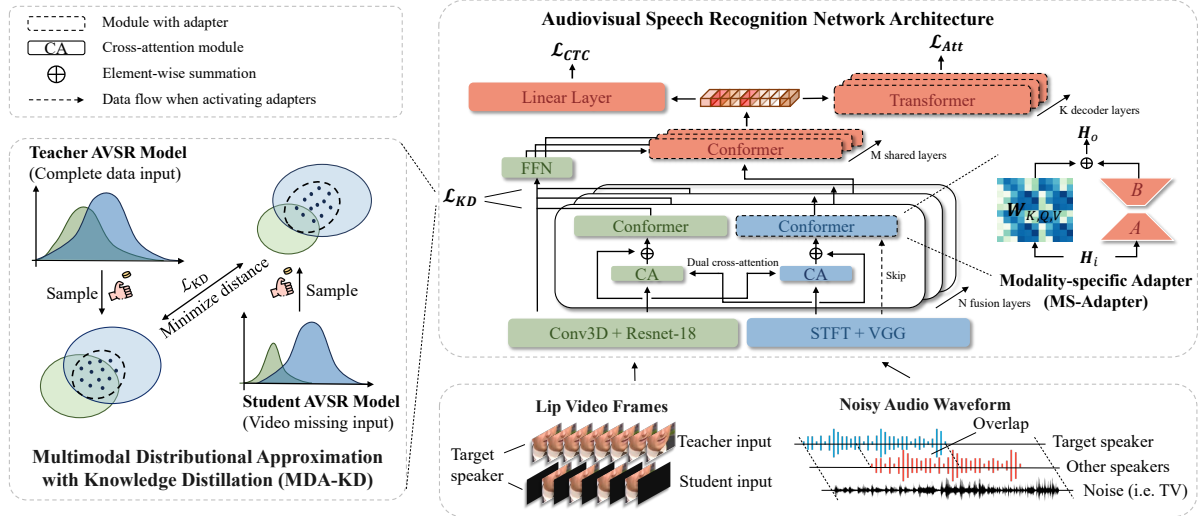 Module with adapter
CA
Cross-attention module
Element-wise summation
Data flow when activating adapters
Teacher AVSR Model
(Complete data input)
Sample
ℒKD
Minimize distance
Sample
Student AVSR Model
(Video missing input)
Multimodal Distributional Approximation
with Knowledge Distillation (MDA-KD)
Audiovisual Speech Recognition Network Architecture
ℒCTC
ℒAtt
Linear Layer
Transformer
K decoder layers
Conformer
M shared layers
FFN
ℒKD
Conformer
Conformer
Dual cross-attention
CA
CA
Skip
N fusion layers
Conv3D + Resnet-18
STFT + VGG
Ho
WK,Q,V
B
A
Hi
Modality-specific Adapter
(MS-Adapter)
Lip Video Frames
Target
speaker
Teacher input
Student input
Noisy Audio Waveform
Overlap
Target speaker
Other speakers
Noise (i.e. TV)